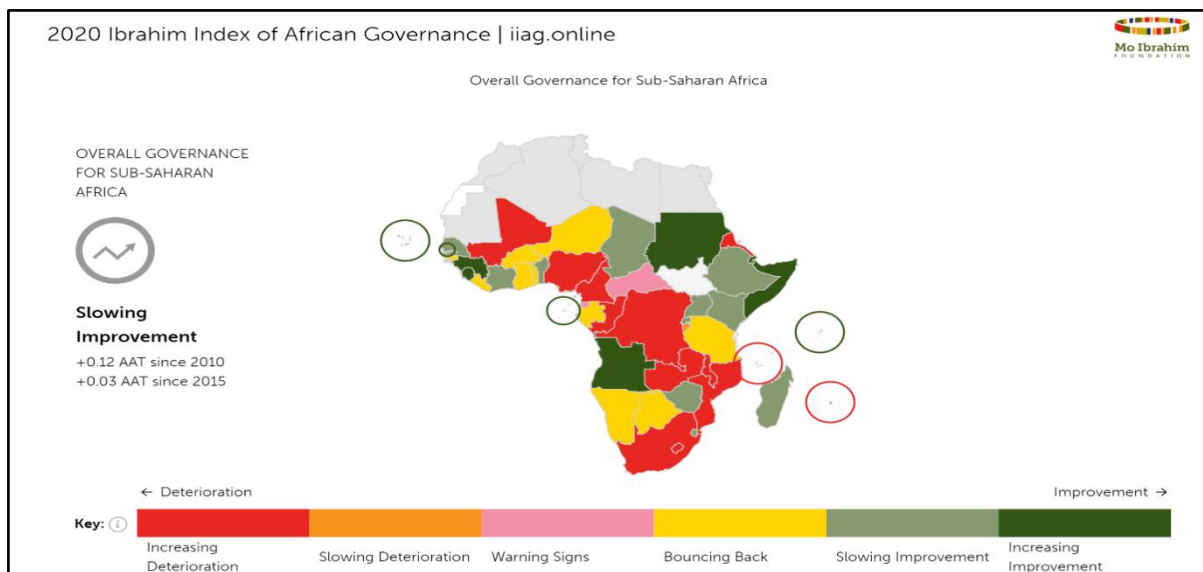 2020 Ibrahim Index of African Governance | iiag.online
Mo Ibrahim
FOUNDATION
Overall Governance for Sub-Saharan Africa
OVERALL GOVERNANCE
FOR SUB-SAHARAN
AFRICA
Slowing
Improvement
+0.12 AAT since 2010
+0.03 AAT since 2015
← Deterioration
Improvement →
Key: i
Increasing
Deterioration
Slowing Deterioration
Warning Signs
Bouncing Back
Slowing Improvement
Increasing
Improvement